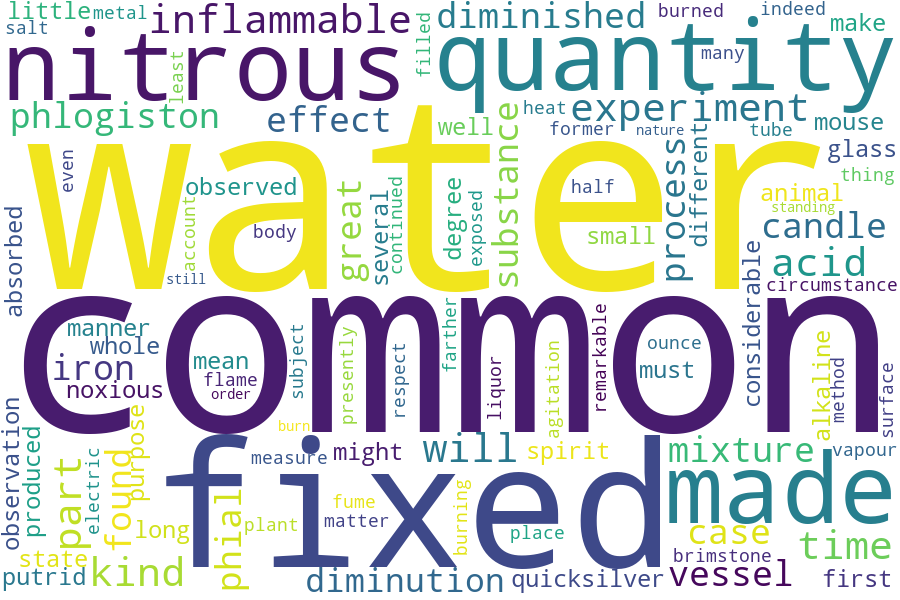 little
metal
inflammable
diminished
burned
indeed
make
salt
nitrous
least
filled
quantity
many
phlogiston
effect
well
heat
experiment
former
nature
tube
mouse
even
water
observed
account
body
great
several
continued
degree
exposed
substance
half
small
process
different
glass
thing
animal
standing
candle
absorbed
still
considerable
acid
circumstance
common
manner
whole
iron
noxious
mean
flame
order
subject
presently
respect
farther
liquor
agitation
remarkable
ounce
must
alkaline
method
surface
observation
produced
part
electric
found
purpose
burn
measure
might
will
spirit
mixture
vapour
fixed
made
long
phial
plant
fume
matter
burning
place
case
time
state
putrid
kind
diminution
quicksilver
brimstone
vessel
first